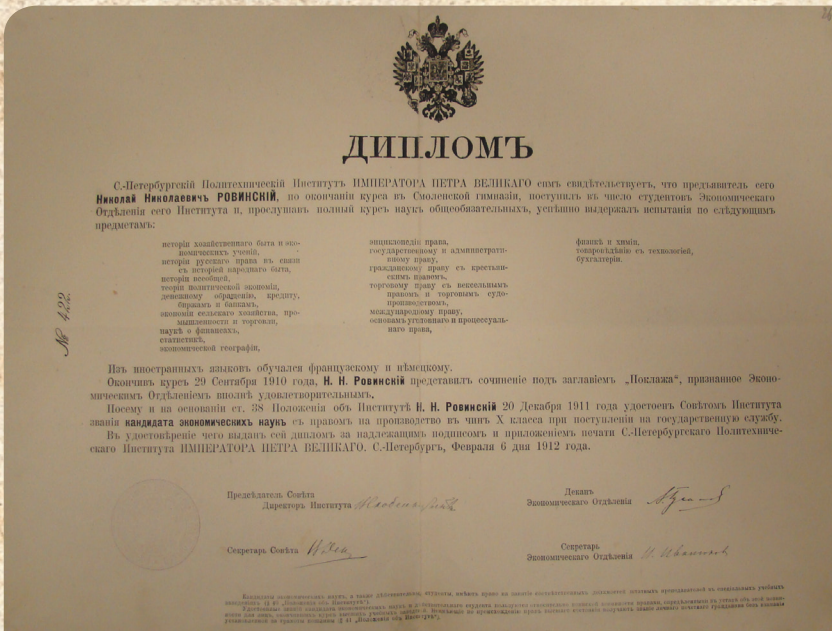 ДИПЛОМЪ
С.-Петербургскій Политехническій Институтъ ИМПЕРАТОРА ПЕТРА ВЕЛИКАГО симъ свидѣтельствуетъ, что предъявитель сего
Николай Николаевичъ РОВИНСКІЙ, по окончаніи курса въ Смоленской гимназіи, поступилъ въ число студентовъ Экономическаго
Отдѣленія сего Института и, прослушавъ полный курсъ наукъ общеобязательныхъ, успѣшно выдержалъ испытанія по слѣдующимъ
предметамъ:
исторіи хозяйственнаго быта и эко-
номическихъ ученій,
исторіи русскаго права въ связи
съ исторіей народнаго быта,
исторіи всеобщей,
теоріи политической экономіи,
денежному обращенію, кредиту,
биржамъ и банкамъ,
экономіи сельскаго хозяйства, про-
мышленности и торговли,
наукѣ о финансахъ,
статистикѣ,
экономической географіи,
энциклопедіи права,
государственному и администрати-
вному праву,
гражданскому праву съ крестьян-
скимъ правомъ,
торговому праву съ вексельнымъ
правомъ и торговымъ судо-
производствомъ,
международному праву,
основамъ уголовнаго и процессуаль-
наго права,
физикѣ и химіи,
товаровѣдѣнію съ технологіей,
бухгалтеріи.
№ 422
Изъ иностранныхъ языковъ обучался французскому и нѣмецкому.
Окончивъ курсъ 29 Сентября 1910 года, Н. Н. Ровинскій представилъ сочиненіе подъ заглавіемъ „Поклажа“, признанное Эконо-
мическимъ Отдѣленіемъ вполнѣ удовлетворительнымъ.
Посему и на основаніи ст. 38 Положенія объ Институтѣ Н. Н. Ровинскій 20 Декабря 1911 года удостоенъ Совѣтомъ Института
званія кандидата экономическихъ наукъ съ правомъ на производство въ чинъ X класса при поступленіи на государственную службу.
Въ удостовѣреніе чего выданъ сей дипломъ за надлежащимъ подписомъ и приложеніемъ печати С.-Петербургскаго Политехниче-
скаго Института ИМПЕРАТОРА ПЕТРА ВЕЛИКАГО. С.-Петербургъ, Февраля 6 дня 1912 года.
Предсѣдатель Совѣта
Директоръ Института
Деканъ
Экономическаго Отдѣленія
Секретарь Совѣта
Секретарь
Экономическаго Отдѣленія